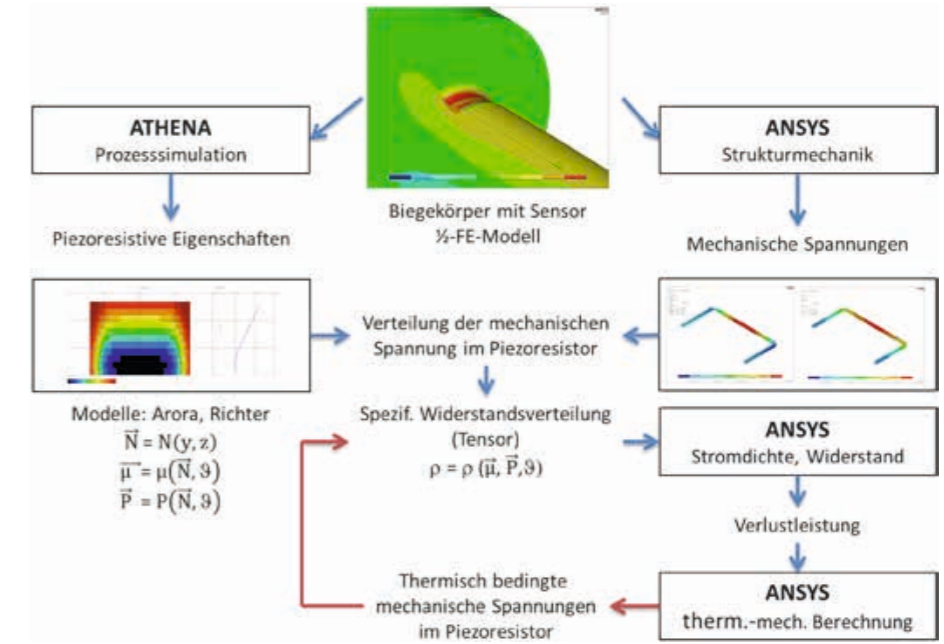 ATHENA
Prozesssimulation
ANSYS
Strukturmechanik
Biegekörper mit Sensor
½-FE-Modell
Piezoresistive Eigenschaften
Mechanische Spannungen
Verteilung der mechanischen
Spannung im Piezoresistor
Modelle: Arora, Richter
N⃗ = N(y, z)
μ⃗ = μ(N⃗, ϑ)
P⃗ = P(N⃗, ϑ)
Spezif. Widerstandsverteilung
(Tensor)
ρ = ρ (μ⃗, P⃗,ϑ)
ANSYS
Stromdichte, Widerstand
Verlustleistung
Thermisch bedingte
mechanische Spannungen
im Piezoresistor
ANSYS
therm.-mech. Berechnung